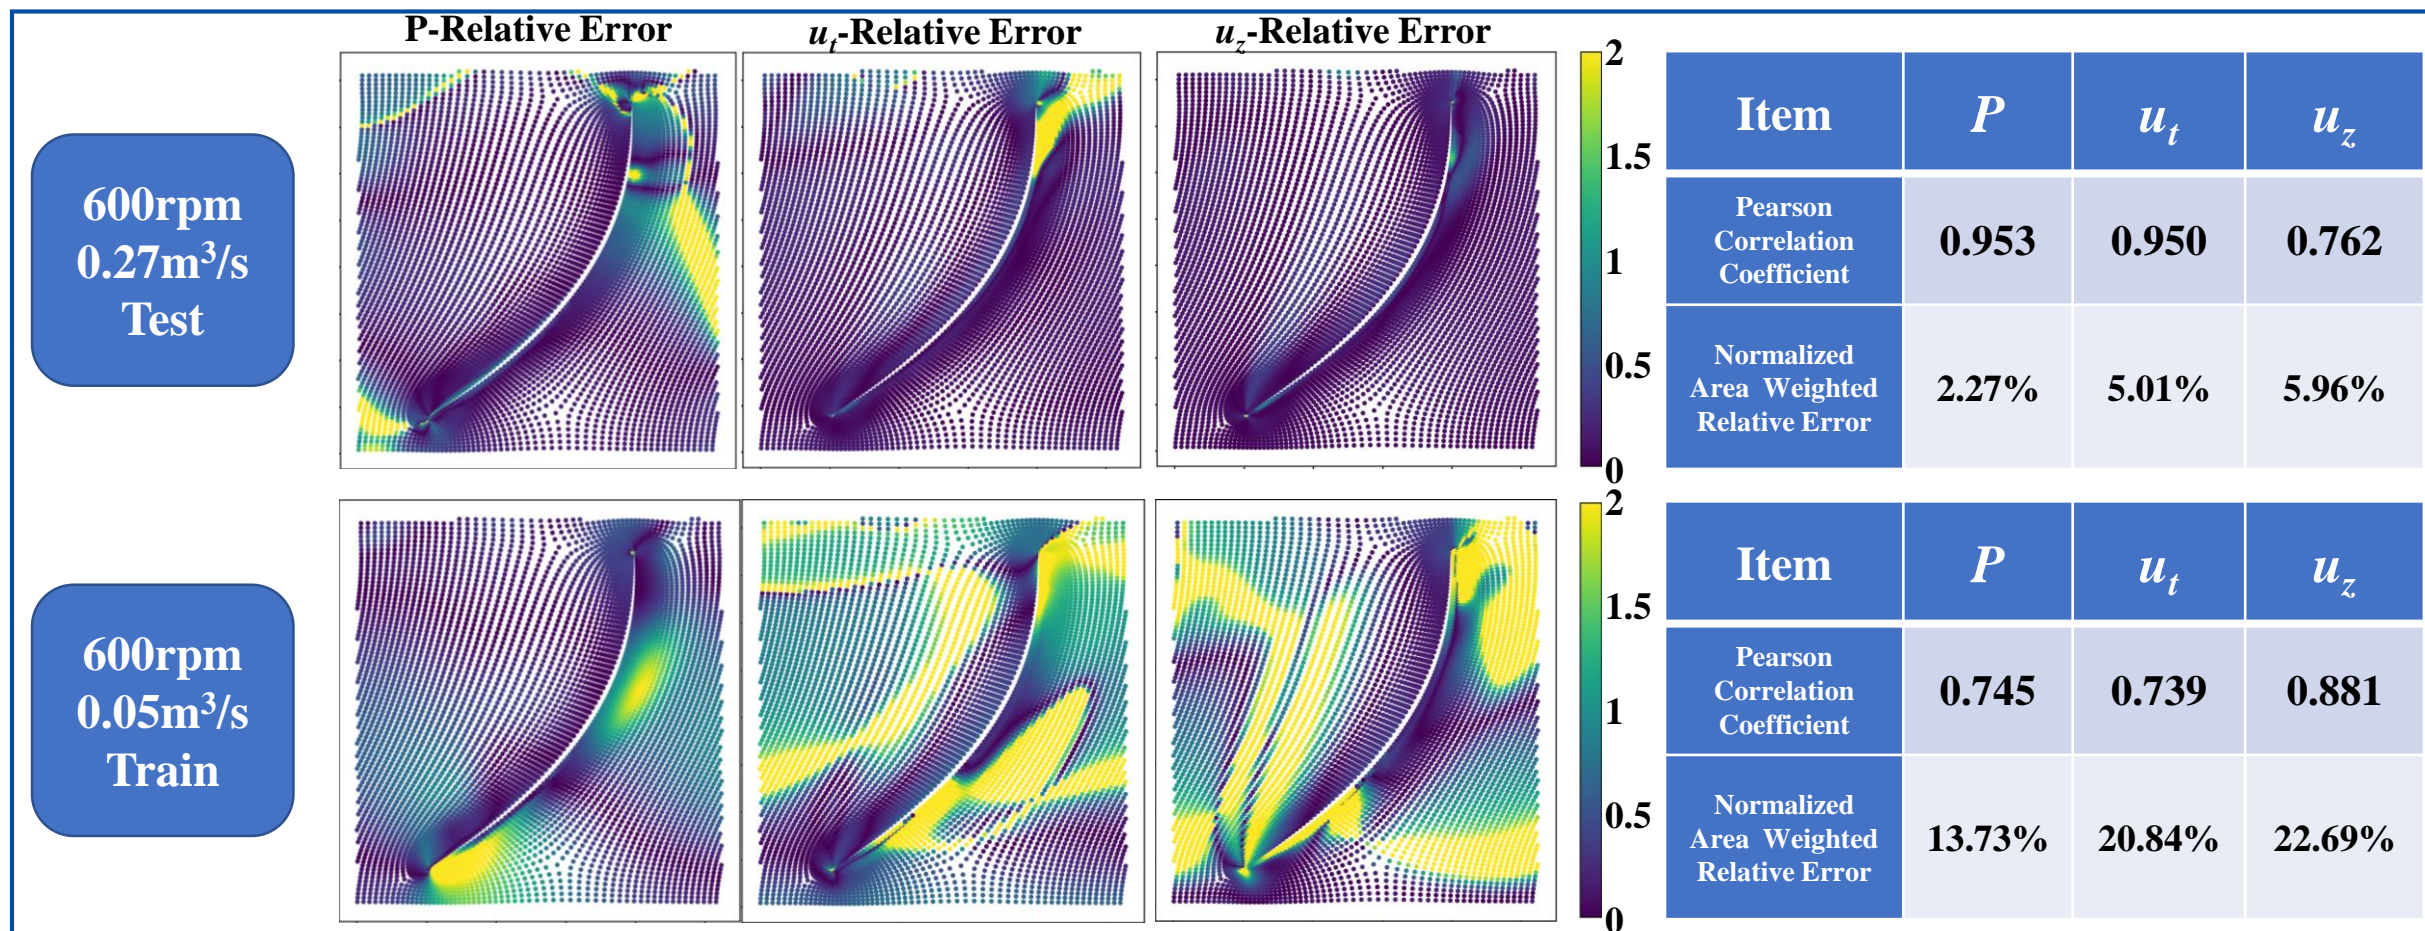 P-Relative Error
u_t-Relative Error
u_z-Relative Error
600rpm
0.27m³/s
Test
2
1.5
1
0.5
0
Item P u_t u_z
Pearson
Correlation
Coefficient
0.953 0.950 0.762
Normalized
Area Weighted
Relative Error
2.27% 5.01% 5.96%
600rpm
0.05m³/s
Train
2
1.5
1
0.5
0
Item P u_t u_z
Pearson
Correlation
Coefficient
0.745 0.739 0.881
Normalized
Area Weighted
Relative Error
13.73% 20.84% 22.69%